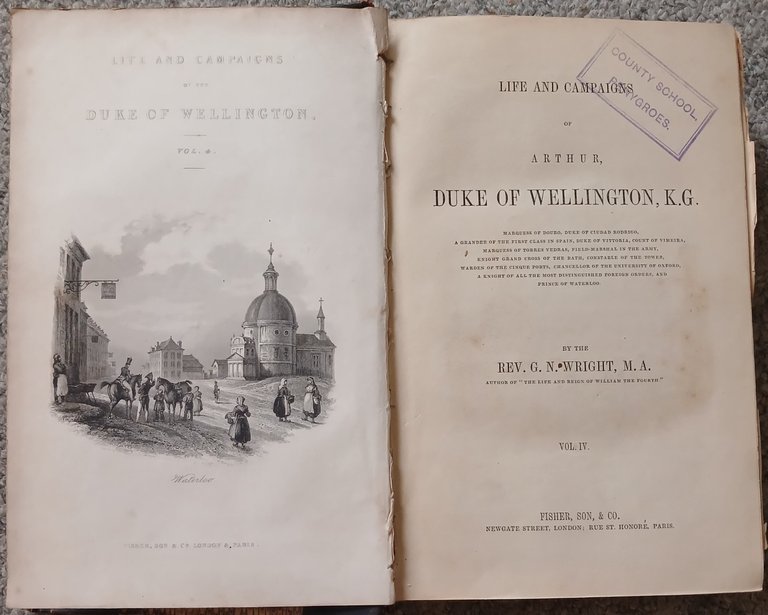 LIFE AND CAMPAIGNS
OF THE
DUKE OF WELLINGTON,
VOL. 4.
Waterloo
FISHER, SON & CO. LONDON & PARIS.
COUNTY SCHOOL,
PENYGROES.
LIFE AND CAMPAIGNS
OF
ARTHUR,
DUKE OF WELLINGTON, K.G.
MARQUESS OF DOURO, DUKE OF CIUDAD RODRIGO,
A GRANDEE OF THE FIRST CLASS IN SPAIN, DUKE OF VITTORIA, COUNT OF VIMEIRA,
MARQUESS OF TORRES VEDRAS, FIELD-MARSHAL IN THE ARMY,
KNIGHT GRAND CROSS OF THE BATH, CONSTABLE OF THE TOWER,
WARDEN OF THE CINQUE PORTS, CHANCELLOR OF THE UNIVERSITY OF OXFORD,
A KNIGHT OF ALL THE MOST DISTINGUISHED FOREIGN ORDERS, AND
PRINCE OF WATERLOO.
BY THE
REV. G. N. WRIGHT, M. A.
AUTHOR OF "THE LIFE AND REIGN OF WILLIAM THE FOURTH"
VOL. IV.
FISHER, SON, & CO.
NEWGATE STREET, LONDON; RUE ST. HONORÉ, PARIS.